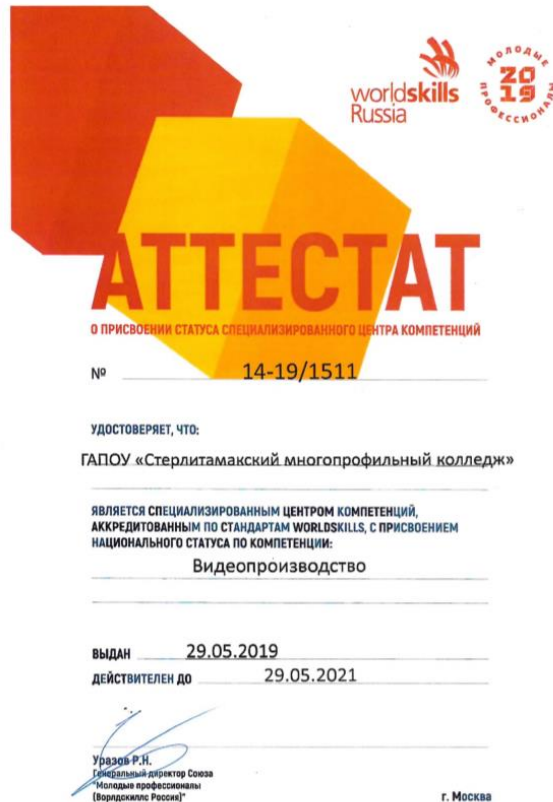 worldskills
Russia
МОЛОДЫЕ
20
19
ПРОФЕССИОНАЛЫ
АТТЕСТАТ
О ПРИСВОЕНИИ СТАТУСА СПЕЦИАЛИЗИРОВАННОГО ЦЕНТРА КОМПЕТЕНЦИЙ
№ 14-19/1511
УДОСТОВЕРЯЕТ, ЧТО:
ГАПОУ «Стерлитамакский многопрофильный колледж»
ЯВЛЯЕТСЯ СПЕЦИАЛИЗИРОВАННЫМ ЦЕНТРОМ КОМПЕТЕНЦИЙ,
АККРЕДИТОВАННЫМ ПО СТАНДАРТАМ WORLDSKILLS, С ПРИСВОЕНИЕМ
НАЦИОНАЛЬНОГО СТАТУСА ПО КОМПЕТЕНЦИИ:
Видеопроизводство
ВЫДАН 29.05.2019
ДЕЙСТВИТЕЛЕН ДО 29.05.2021
Уразов Р.Н.
Генеральный директор Союза
"Молодые профессионалы
(Ворлдскиллс Россия)"
г. Москва